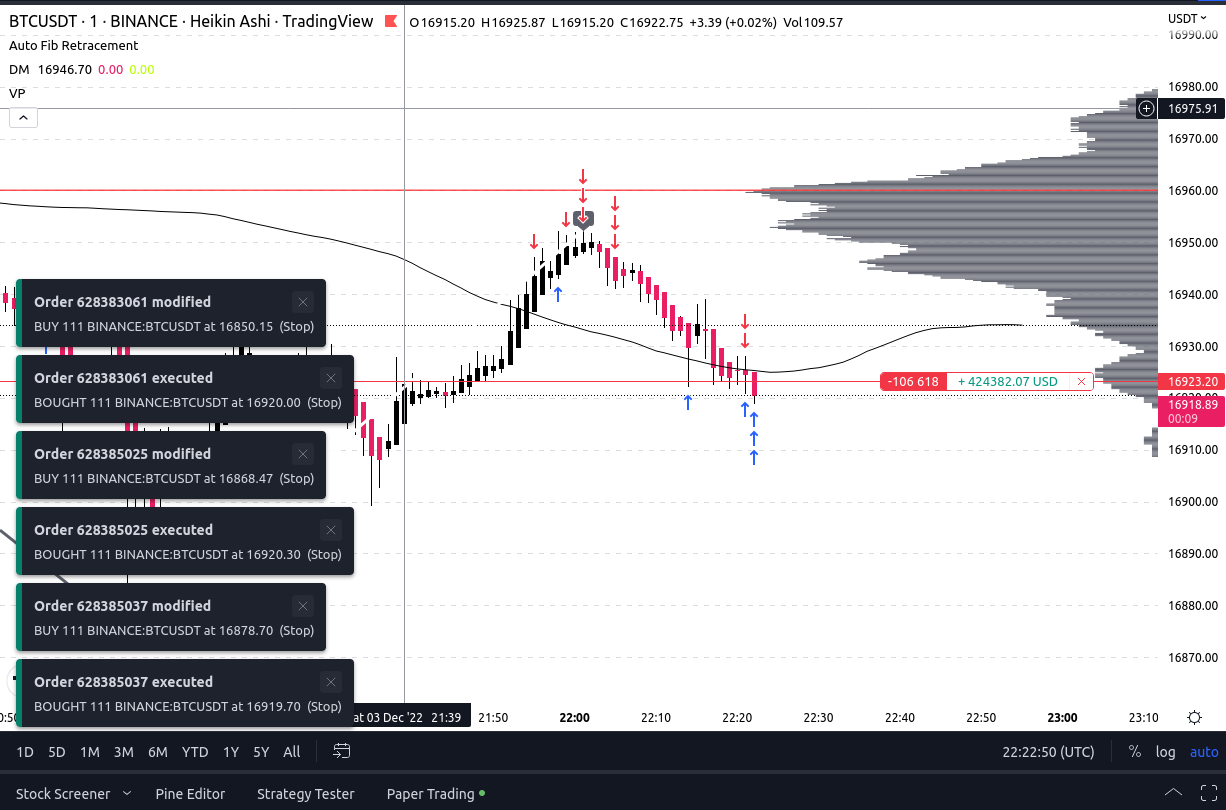 BTCUSDT · 1 · BINANCE · Heikin Ashi · TradingView O16915.20 H16925.87 L16915.20 C16922.75 +3.39 (+0.02%) Vol109.57
Auto Fib Retracement
DM 16946.70 0.00 0.00
VP
USDT
16990.00
16980.00
16975.91
16970.00
16960.00
16950.00
16940.00
16930.00
-106 618 + 424382.07 USD
16923.20
16918.89
00:09
16910.00
16900.00
16890.00
16880.00
16870.00
Order 628383061 modified
BUY 111 BINANCE:BTCUSDT at 16850.15 (Stop)
Order 628383061 executed
BOUGHT 111 BINANCE:BTCUSDT at 16920.00 (Stop)
Order 628385025 modified
BUY 111 BINANCE:BTCUSDT at 16868.47 (Stop)
Order 628385025 executed
BOUGHT 111 BINANCE:BTCUSDT at 16920.30 (Stop)
Order 628385037 modified
BUY 111 BINANCE:BTCUSDT at 16878.70 (Stop)
Order 628385037 executed
BOUGHT 111 BINANCE:BTCUSDT at 16919.70 (Stop)
at 03 Dec '22 21:39 21:50 22:00 22:10 22:20 22:30 22:40 22:50 23:00 23:10
1D 5D 1M 3M 6M YTD 1Y 5Y All 22:22:50 (UTC) % log auto
Stock Screener Pine Editor Strategy Tester Paper Trading